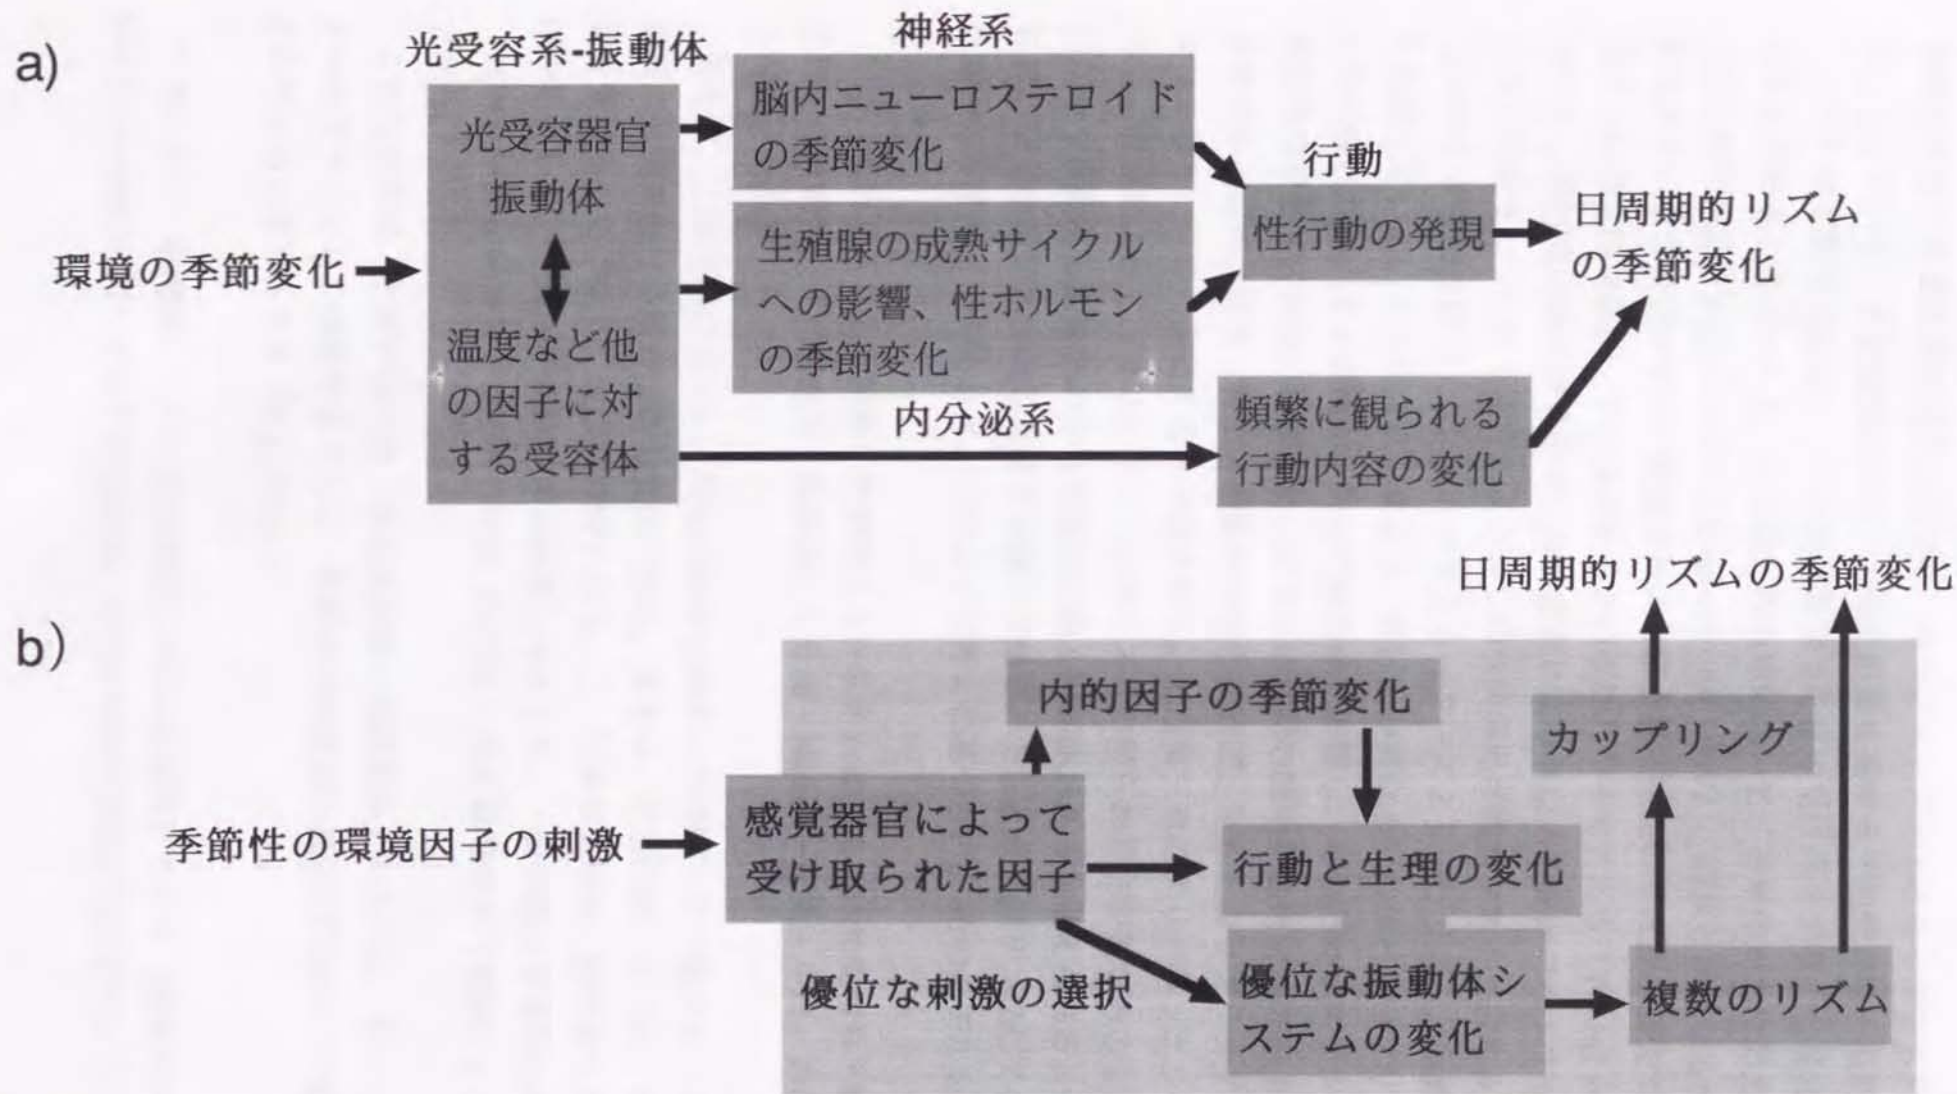 a)
光受容系-振動体
神経系
光受容器官
振動体
温度など他
の因子に対
する受容体
環境の季節変化
脳内ニューロステロイド
の季節変化
生殖腺の成熟サイクル
への影響、性ホルモン
の季節変化
内分泌系
行動
性行動の発現
頻繁に観られる
行動内容の変化
日周期的リズム
の季節変化
b)
日周期的リズムの季節変化
内的因子の季節変化
カップリング
季節性の環境因子の刺激
感覚器官によって
受け取られた因子
行動と生理の変化
優位な刺激の選択
優位な振動体シ
ステムの変化
複数のリズム